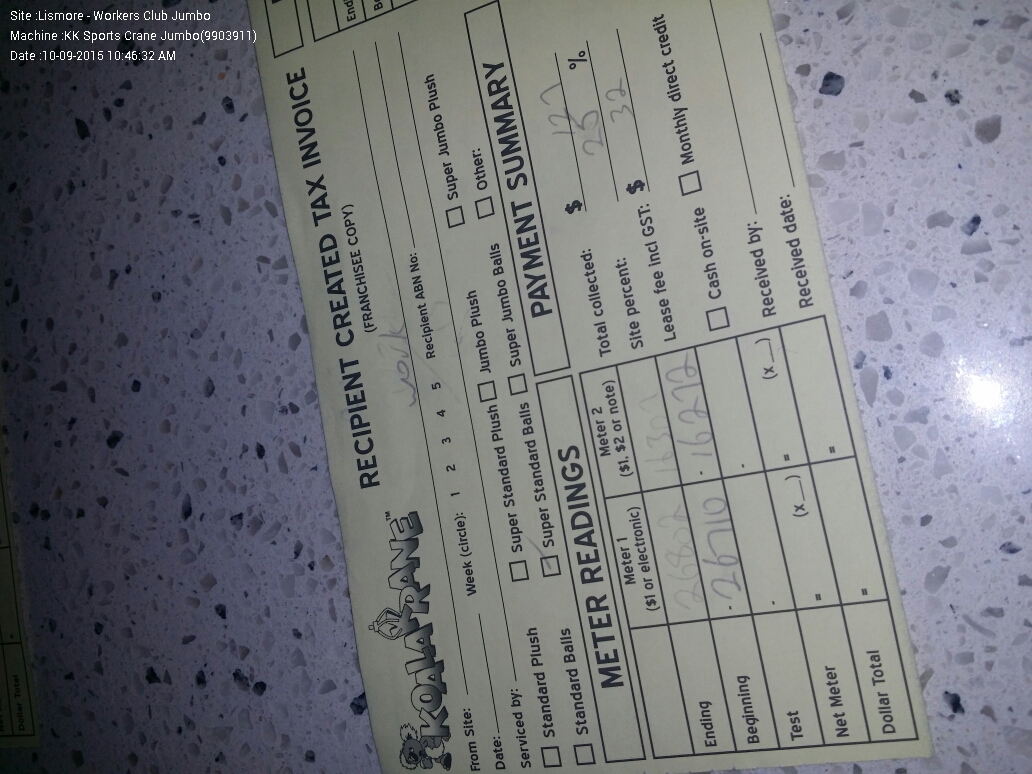 Site :Lismore - Workers Club Jumbo
Machine :KK Sports Crane Jumbo(9903911)
Date :10-09-2015 10:46:32 AM
KOALAKRANE™
RECIPIENT CREATED TAX INVOICE
(FRANCHISEE COPY)
From Site:
Week (circle): 1 2 3 4 5
Recipient ABN No:
Date:
Serviced by:
Standard Plush
Super Standard Plush
Jumbo Plush
Super Jumbo Plush
Standard Balls
Super Standard Balls
Super Jumbo Balls
Other:
METER READINGS
Meter 1
($1 or electronic)
Meter 2
($1, $2 or note)
Ending
Beginning 26710 16272
Test (x__) (x__)
Net Meter = =
Dollar Total = =
PAYMENT SUMMARY
Total collected: $ 127
Site percent: 25 %
Lease fee incl GST: $ 32
Cash on-site
Monthly direct credit
Received by:
Received date:
Dollar Total